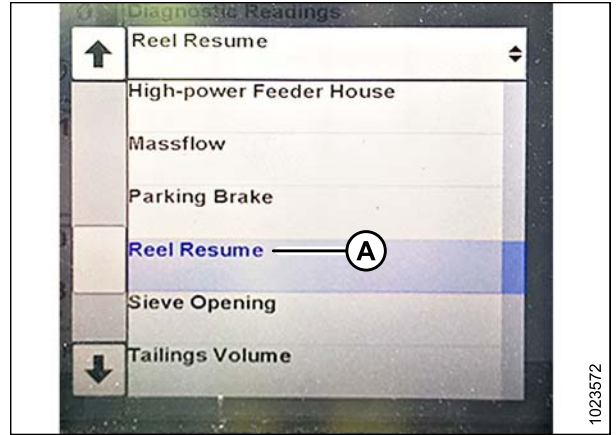 Diagnostic Readings
Reel Resume
High-power Feeder House
Massflow
Parking Brake
Reel Resume
A
Sieve Opening
Tailings Volume
1023572